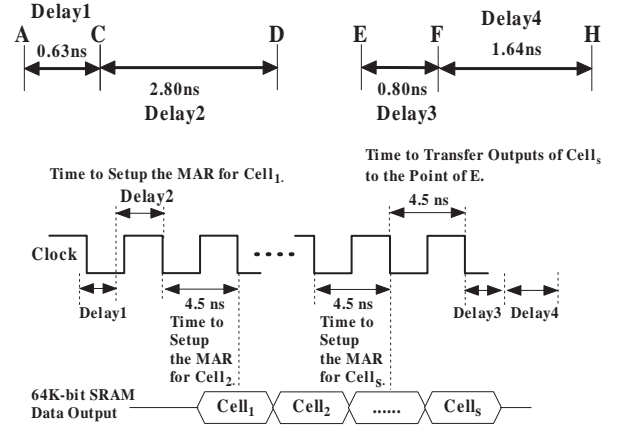 Delay1
A C D
0.63ns
2.80ns
Delay2
Delay4
E F H
1.64ns
0.80ns
Delay3
Time to Setup the MAR for Cell1.
Delay2
Time to Transfer Outputs of Cells
to the Point of E.
4.5 ns
Clock
Delay1
4.5 ns
Time to
Setup
the MAR
for Cell2.
4.5 ns
Time to
Setup
the MAR
for Cells.
Delay3 Delay4
64K-bit SRAM
Data Output
Cell1 Cell2 ...... Cells